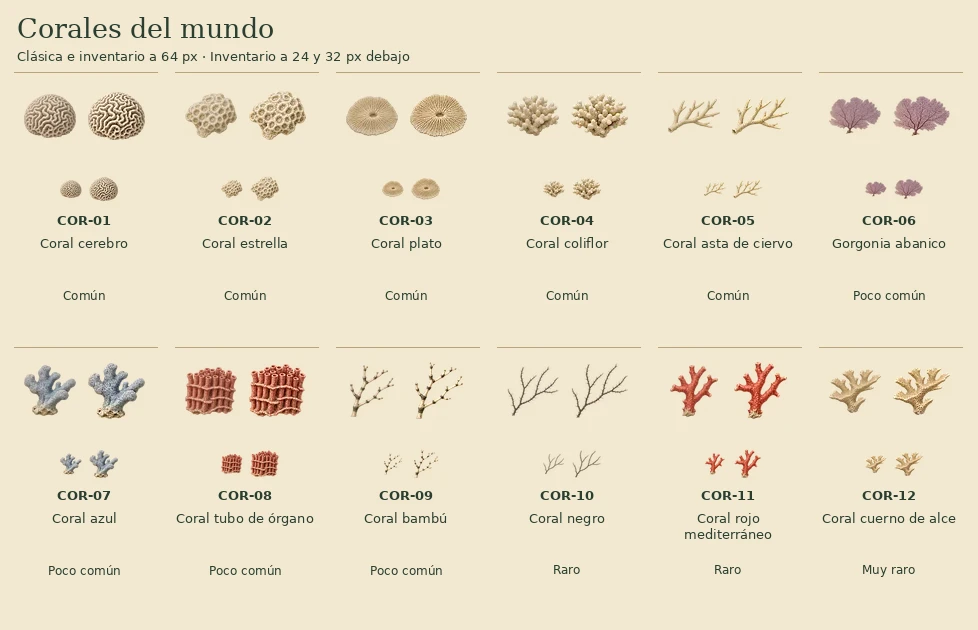 Corales del mundo
Clásica e inventario a 64 px · Inventario a 24 y 32 px debajo
COR-01
Coral cerebro
Común
COR-02
Coral estrella
Común
COR-03
Coral plato
Común
COR-04
Coral coliflor
Común
COR-05
Coral asta de ciervo
Común
COR-06
Gorgonia abanico
Poco común
COR-07
Coral azul
Poco común
COR-08
Coral tubo de órgano
Poco común
COR-09
Coral bambú
Poco común
COR-10
Coral negro
Raro
COR-11
Coral rojo
mediterráneo
Raro
COR-12
Coral cuerno de alce
Muy raro